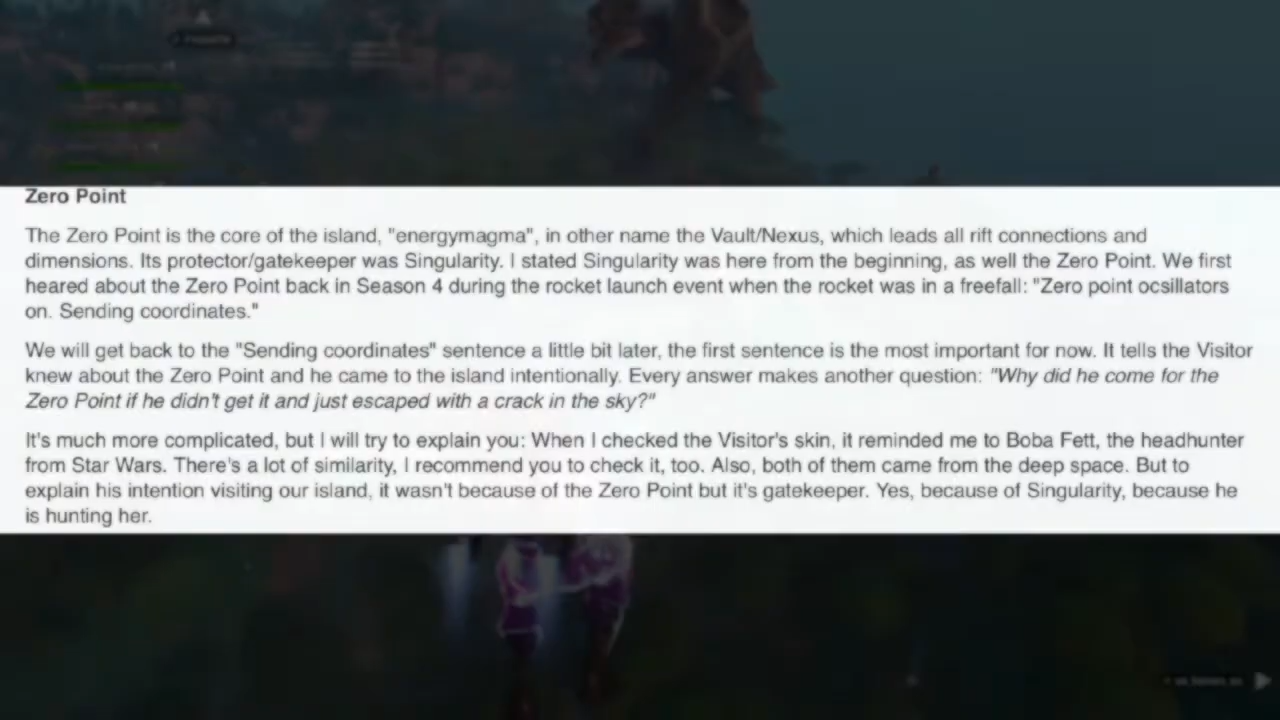 Zero Point
The Zero Point is the core of the island, "energymagma", in other name the Vault/Nexus, which leads all rift connections and
dimensions. Its protector/gatekeeper was Singularity. I stated Singularity was here from the beginning, as well the Zero Point. We first
heared about the Zero Point back in Season 4 during the rocket launch event when the rocket was in a freefall: "Zero point ocsillators
on. Sending coordinates."
We will get back to the "Sending coordinates" sentence a little bit later, the first sentence is the most important for now. It tells the Visitor
knew about the Zero Point and he came to the island intentionally. Every answer makes another question: "Why did he come for the
Zero Point if he didn't get it and just escaped with a crack in the sky?"
It's much more complicated, but I will try to explain you: When I checked the Visitor's skin, it reminded me to Boba Fett, the headhunter
from Star Wars. There's a lot of similarity, I recommend you to check it, too. Also, both of them came from the deep space. But to
explain his intention visiting our island, it wasn't because of the Zero Point but it's gatekeeper. Yes, because of Singularity, because he
is hunting her.